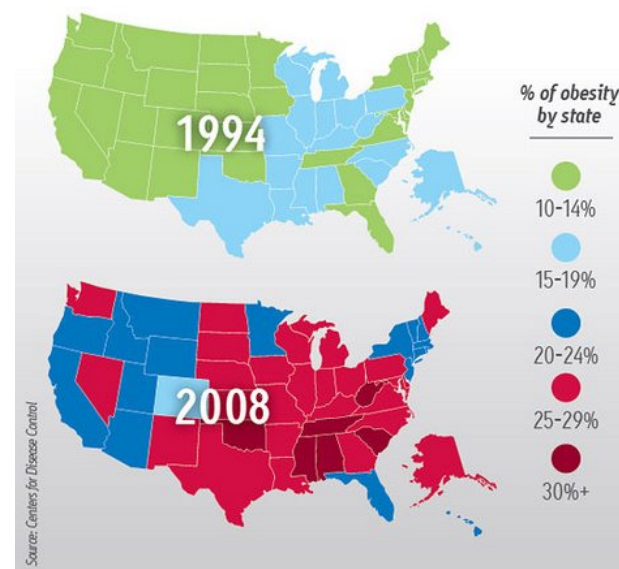 1994
% of obesity
by state
10-14%
15-19%
20-24%
25-29%
30%+
2008
Source: Centers for Disease Control